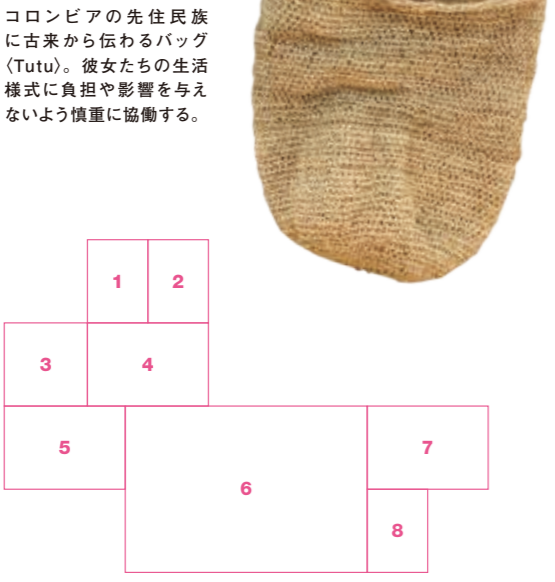 コロンビアの先住民族
に古来から伝わるバッグ
〈Tutu〉。彼女たちの生活
様式に負担や影響を与え
ないよう慎重に協働する。
1 2
3 4
5
6
7
8